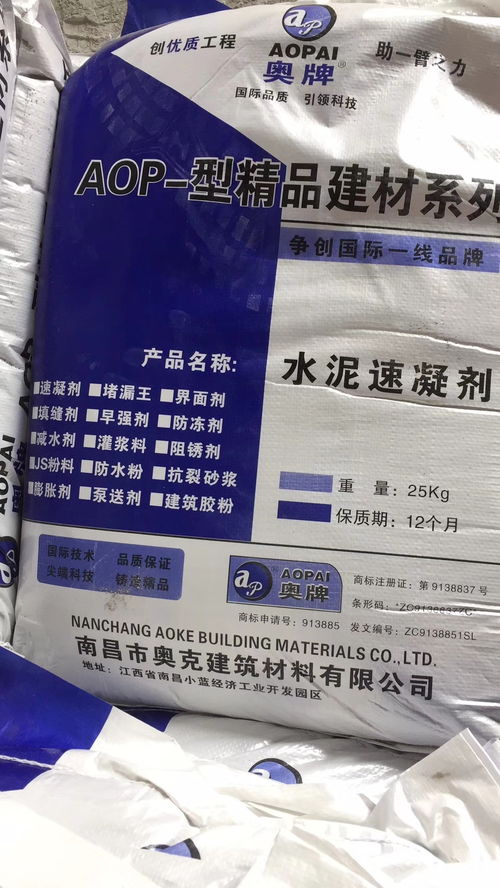 创优质工程
aP
AOPAI
奥牌®
助一臂之力
国际品质 引领科技
AOP-型精品建材系列
争创国际一线品牌
产品名称:
水泥速凝剂
■速凝剂 ■堵漏王 ■界面剂
■填缝剂 ■早强剂 ■防冻剂
■减水剂 ■灌浆料 ■阻锈剂
■JS粉料 ■防水粉 ■抗裂砂浆
■膨胀剂 ■泵送剂 ■建筑胶粉
重 量: 25Kg
保质期: 12个月
国际技术 品质保证
尖端科技 铸造精品
aP® AOPAI
奥牌
商标注册证: 第9138837号
条形码: *ZC9138837ZC*
商标申请号: 913885 发文编号: ZC9138851SL
NANCHANG AOKE BUILDING MATERIALS CO.,LTD.
南昌市奥克建筑材料有限公司
地址: 江西省南昌小蓝经济工业开发园区
AOPAI
aP